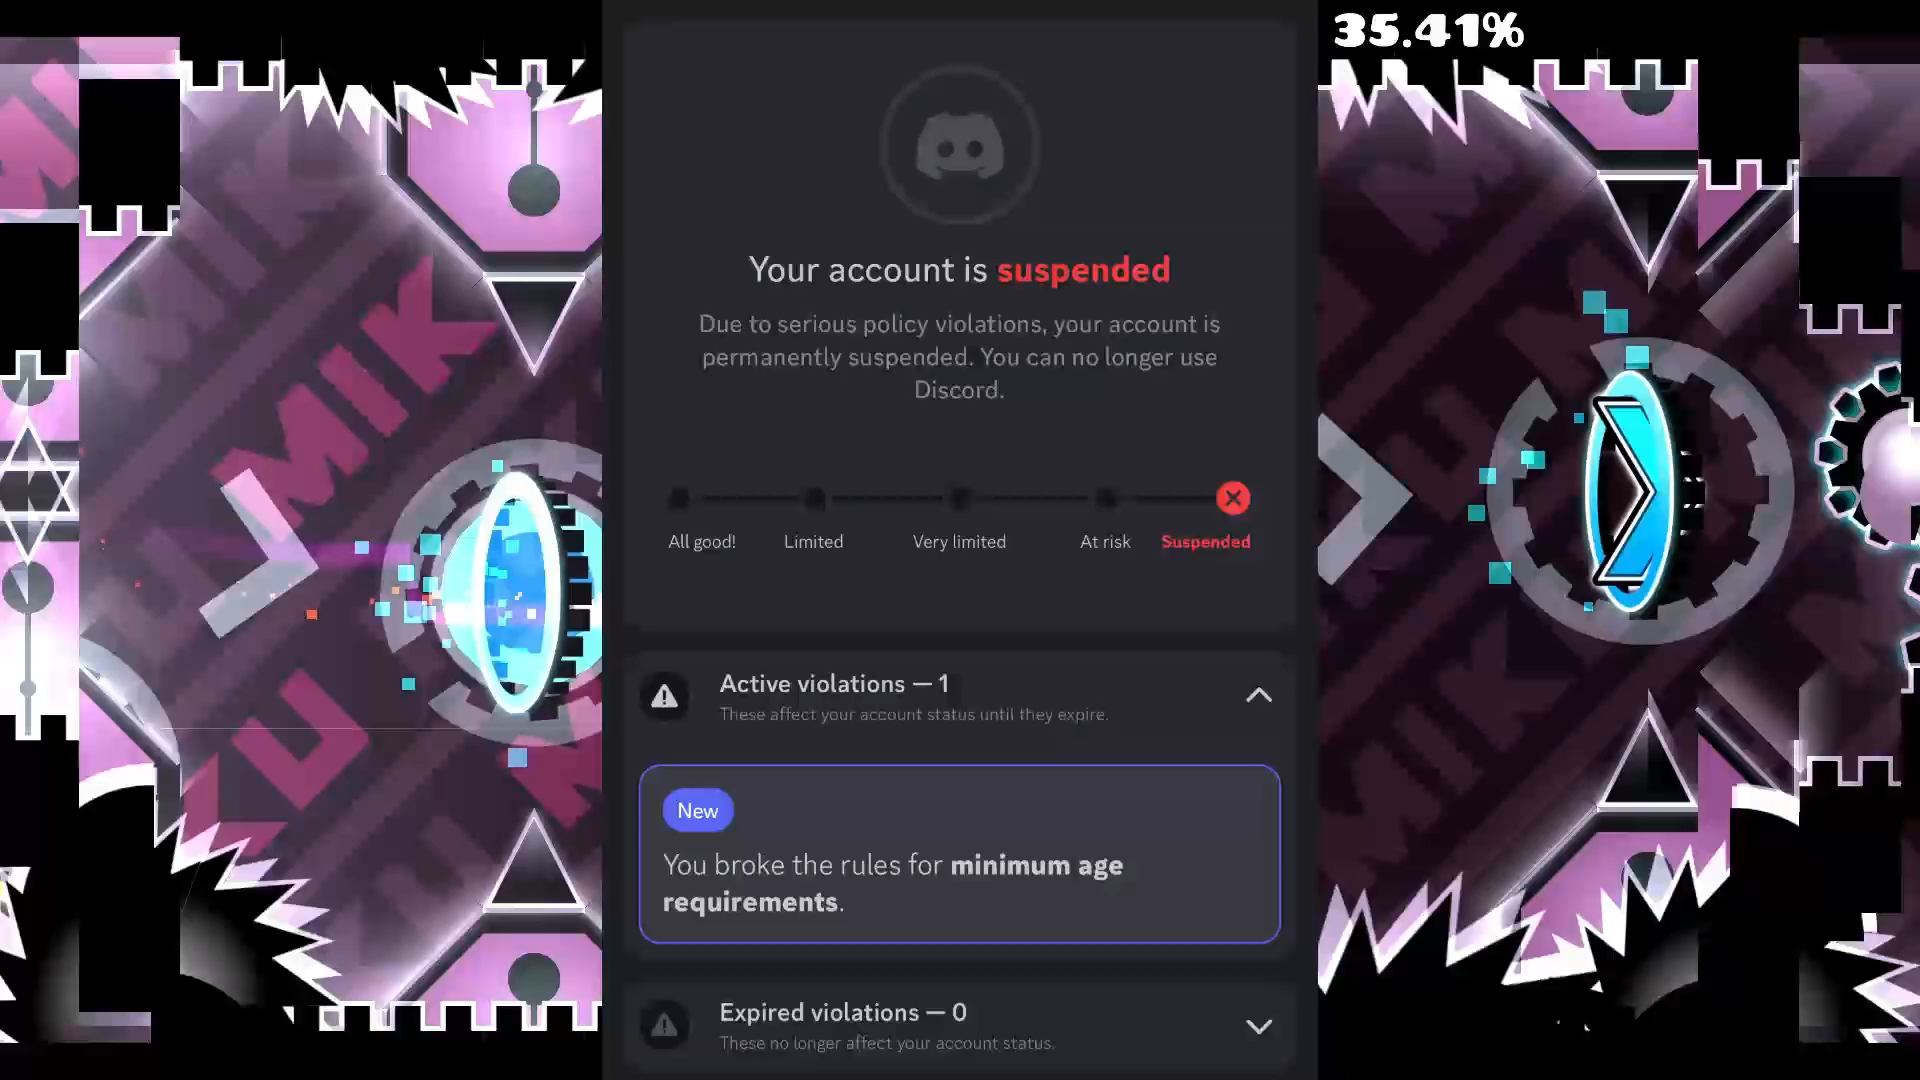 35.41%
Your account is suspended
Due to serious policy violations, your account is
permanently suspended. You can no longer use
Discord.
All good! Limited Very limited At risk Suspended
Active violations — 1
These affect your account status until they expire.
New
You broke the rules for minimum age
requirements.
Expired violations — 0
These no longer affect your account status.
MIK
YU